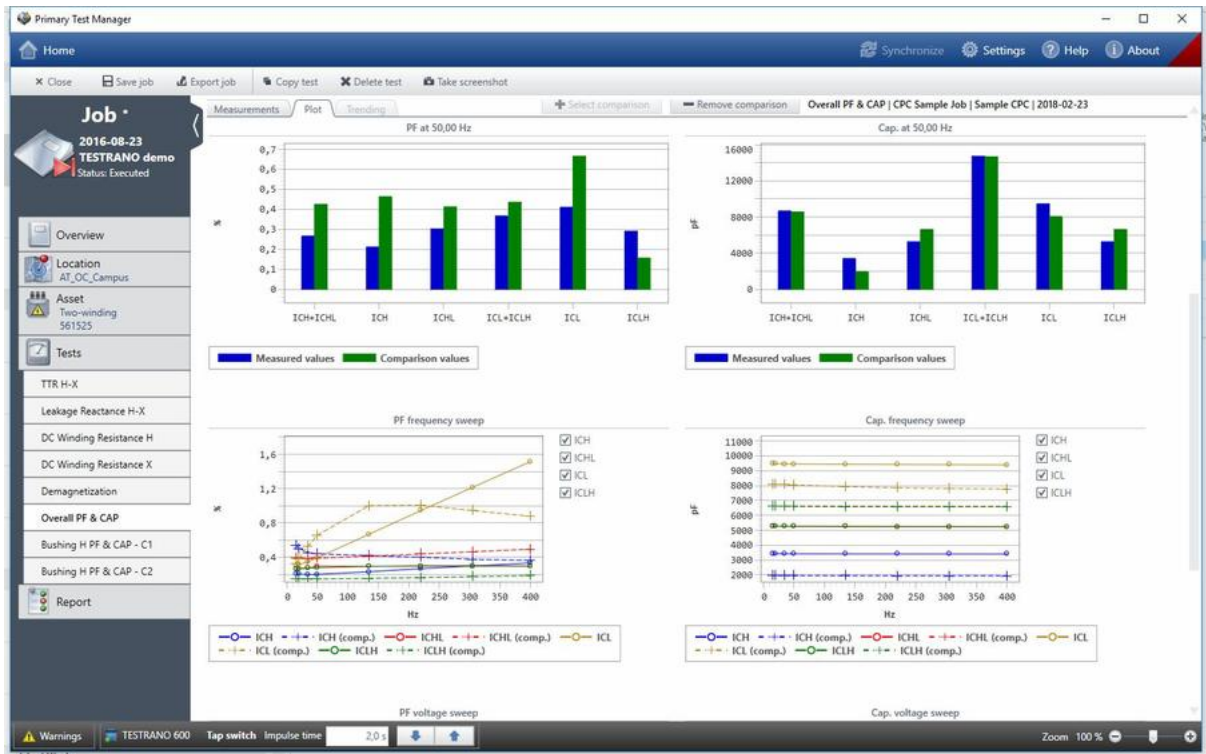 Primary Test Manager
Home
Synchronize Settings Help About
Close Save job Export job Copy test Delete test Take screenshot
Job *
2016-08-23
TESTRANO demo
Status: Executed
Overview
Location
AT_OC_Campus
Asset
Two-winding
561525
Tests
TTR H-X
Leakage Reactance H-X
DC Winding Resistance H
DC Winding Resistance X
Demagnetization
Overall PF & CAP
Bushing H PF & CAP - C1
Bushing H PF & CAP - C2
Report
Measurements Plot Trending Select comparison Remove comparison Overall PF & CAP | CPC Sample Job | Sample CPC | 2018-02-23
PF at 50,00 Hz
0,7
0,6
0,5
0,4
0,3
0,2
0,1
0
%
ICH+ICHL ICH ICHL ICL+ICLH ICL ICLH
Measured values Comparison values
Cap. at 50,00 Hz
16000
12000
8000
4000
0
pF
ICH+ICHL ICH ICHL ICL+ICLH ICL ICLH
Measured values Comparison values
PF frequency sweep
1,6
1,2
0,8
0,4
%
0 50 100 150 200 250 300 350 400
Hz
ICH
ICHL
ICL
ICLH
ICH ICH (comp.) ICHL ICHL (comp.) ICL
ICL (comp.) ICLH ICLH (comp.)
Cap. frequency sweep
11000
10000
9000
8000
7000
6000
5000
4000
3000
2000
pF
0 50 100 150 200 250 300 350 400
Hz
ICH
ICHL
ICL
ICLH
ICH ICH (comp.) ICHL ICHL (comp.) ICL
ICL (comp.) ICLH ICLH (comp.)
PF voltage sweep
Cap. voltage sweep
Warnings TESTRANO 600 Tap switch Impulse time 2,0 s Zoom 100 %